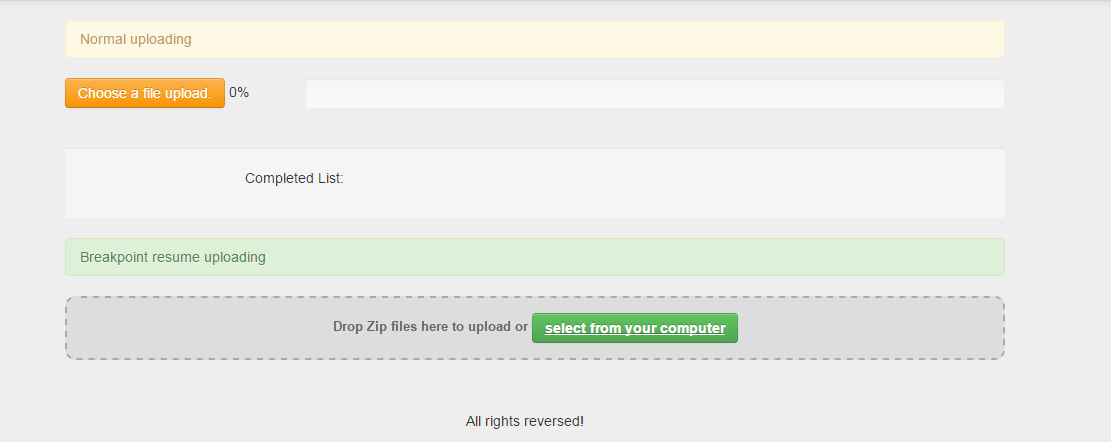 Normal uploading
Choose a file upload. 0%
Completed List:
Breakpoint resume uploading
Drop Zip files here to upload or select from your computer
All rights reversed!